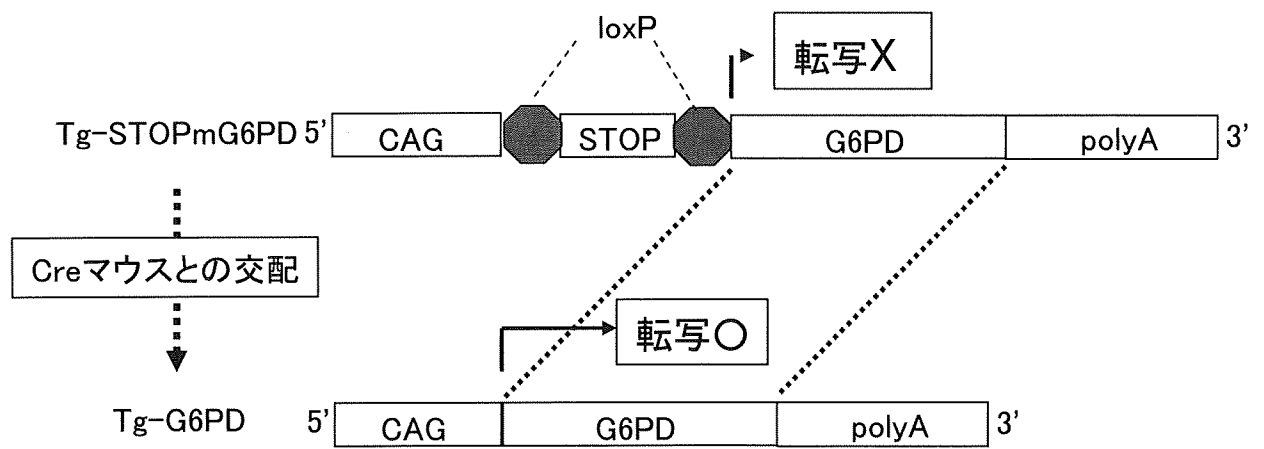 loxP
転写X
Tg-STOPmG6PD 5' CAG STOP G6PD polyA 3'
Creマウスとの交配
転写〇
Tg-G6PD 5' CAG G6PD polyA 3'